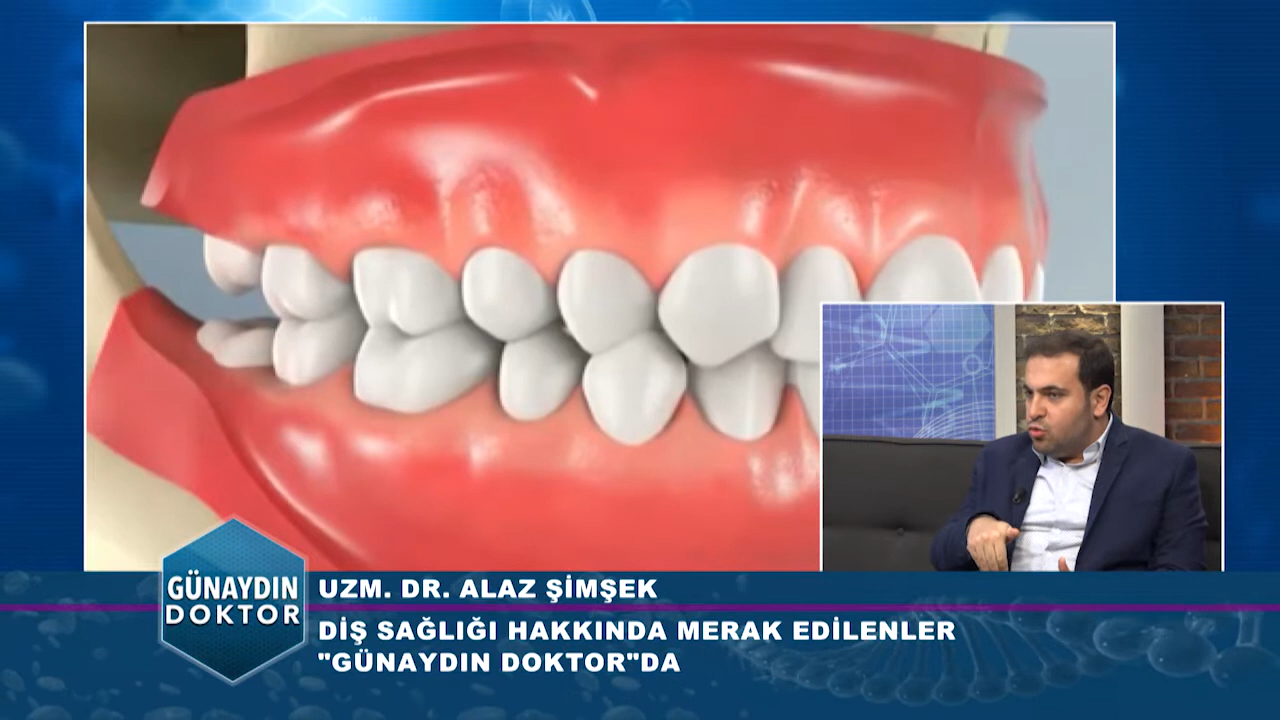 GÜNAYDIN
DOKTOR
UZM. DR. ALAZ ŞİMŞEK
DİŞ SAĞLIĞI HAKKINDA MERAK EDİLENLER
"GÜNAYDIN DOKTOR"DA